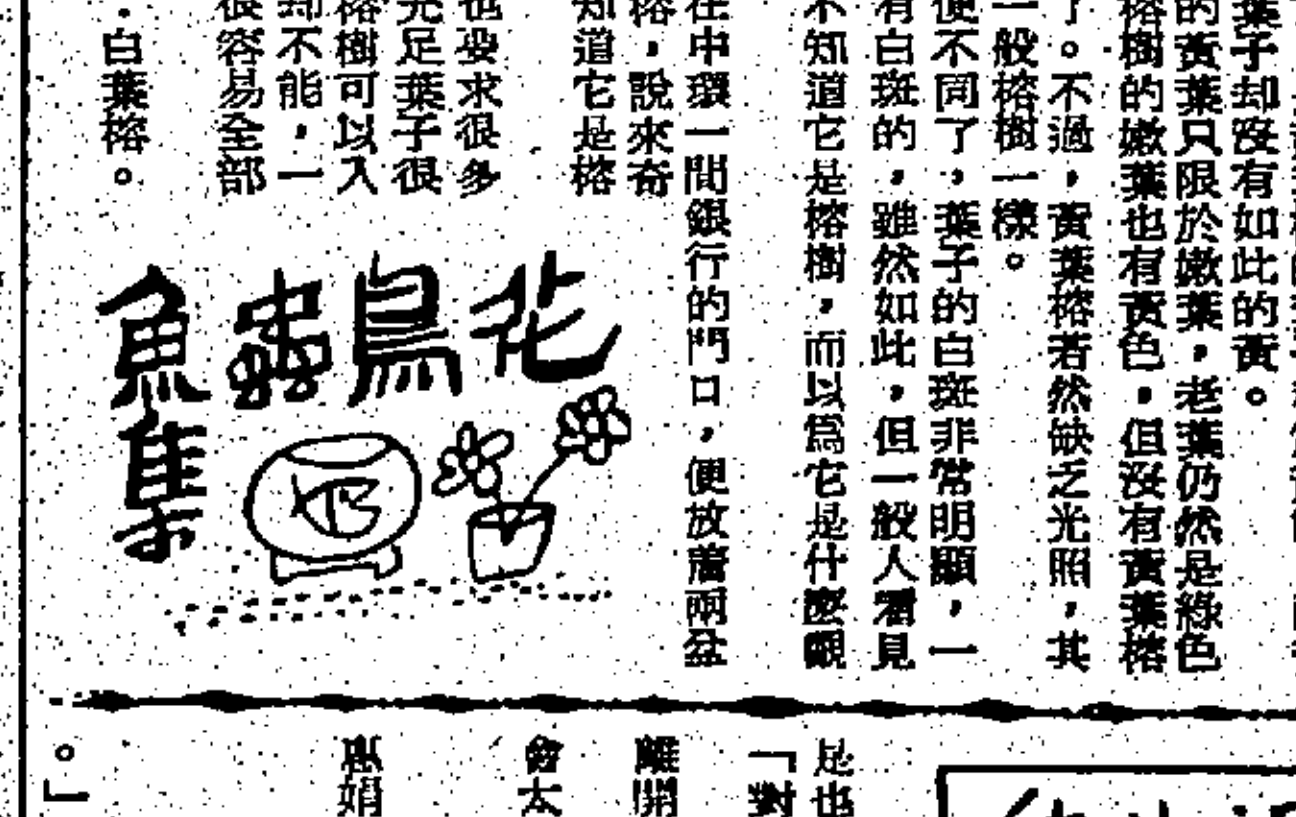 葉子却沒有如此的黃。
的黃葉只限於嫩葉，老葉仍然是綠色
榕樹的嫩葉也有黃色，但沒有黃葉榕
了。不過，黃葉榕若然缺乏光照，其
一般榕樹一樣。
便不同了，葉子的白斑非常明顯，一
有白斑的，雖然如此，但一般人看見
不知道它是榕樹，而以為它是什麼觀
在中環一間銀行的門口，便放着兩盆
榕，說來奇
知道它是榕
也要求很多
光足葉子很
榕樹可以入
却不能，一
很容易全部
，白葉榕。
花鳥蟲魚集
是也
「對
離開
會太
惠娟
。」